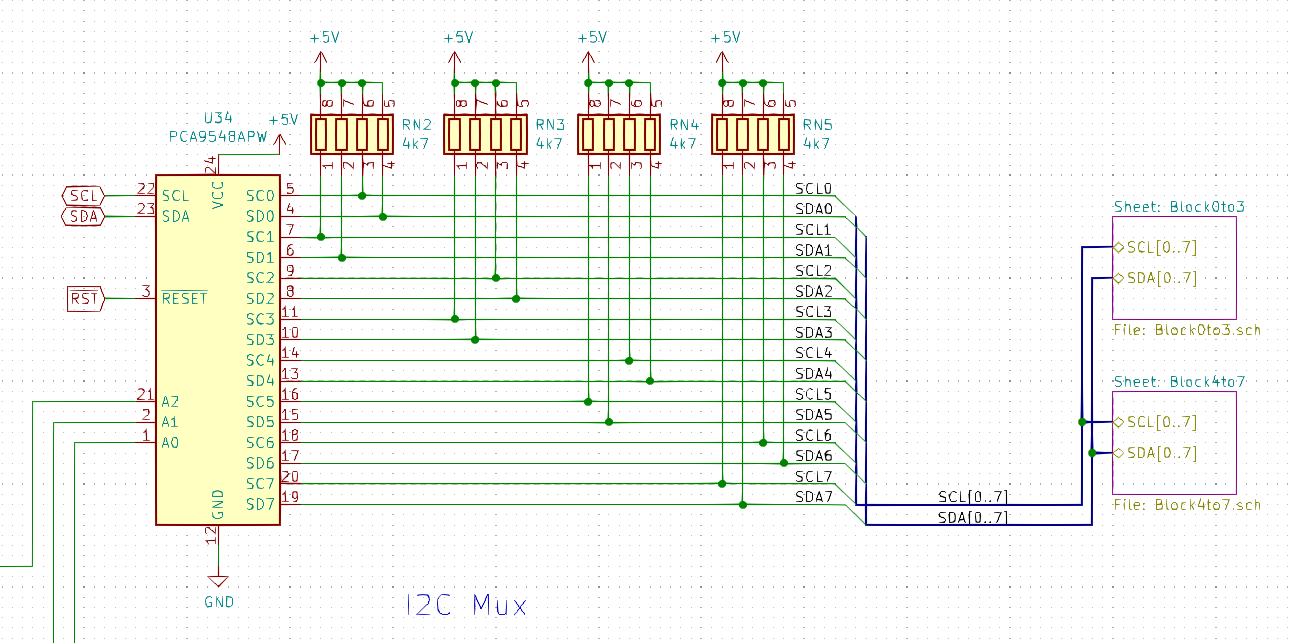 +5V +5V +5V +5V
8 7 6 5 8 7 6 5 8 7 6 5 8 7 6 5
RN2 RN3 RN4 RN5
4k7 4k7 4k7 4k7
1 2 3 4 1 2 3 4 1 2 3 4 1 2 3 4
U34
PCA9548APW
+5V
24
VCC
SCL 22 SCL SC0 5 SCL0
SDA 23 SDA SD0 4 SDA0
SC1 7 SCL1
SD1 6 SDA1
SC2 9 SCL2
RST 3 RESET SD2 8 SDA2
SC3 11 SCL3
SD3 10 SDA3
SC4 14 SCL4
SD4 13 SDA4
21 A2 SC5 16 SCL5
2 A1 SD5 15 SDA5
1 A0 SC6 18 SCL6
SD6 17 SDA6
SC7 20 SCL7
SD7 19 SDA7
GND
12
GND
SCL[0..7]
SDA[0..7]
Sheet: Block0to3
SCL[0..7]
SDA[0..7]
File: Block0to3.sch
Sheet: Block4to7
SCL[0..7]
SDA[0..7]
File: Block4to7.sch
I2C Mux